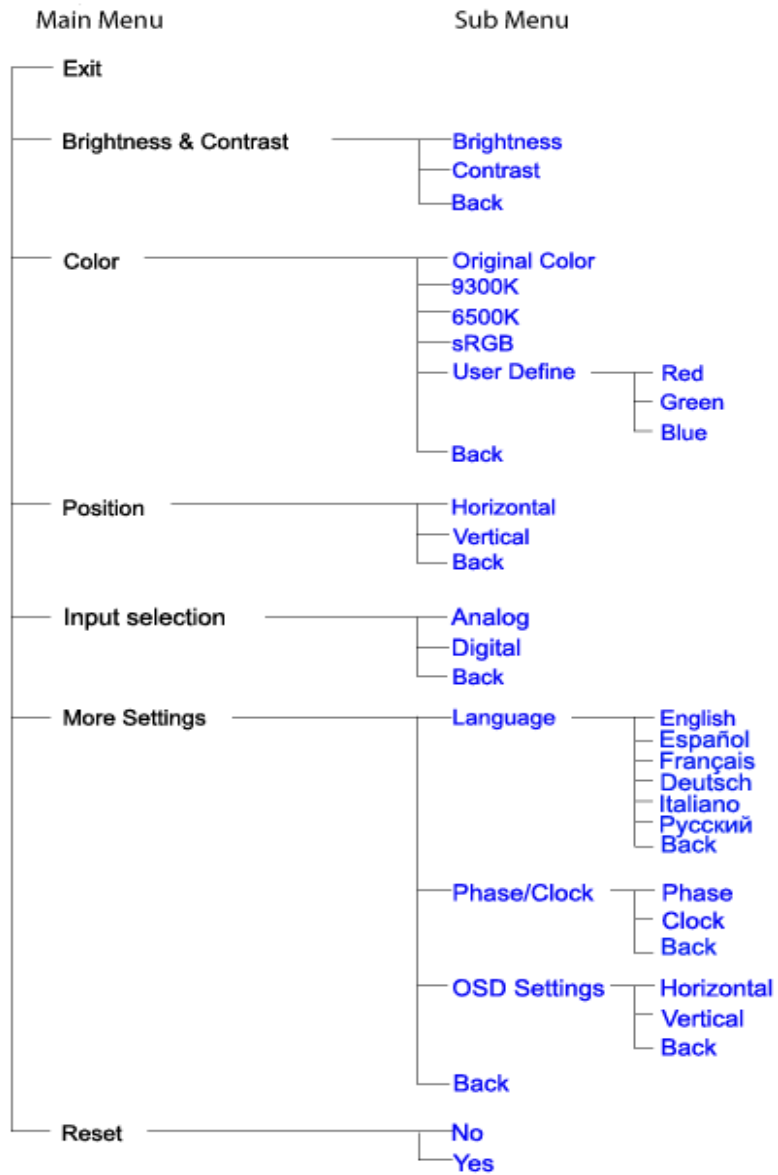 Main Menu Sub Menu
Exit
Brightness & Contrast Brightness
Contrast
Back
Color Original Color
9300K
6500K
sRGB
User Define Red
Green
Blue
Back
Position Horizontal
Vertical
Back
Input selection Analog
Digital
Back
More Settings Language English
Español
Français
Deutsch
Italiano
Русский
Back
Phase/Clock Phase
Clock
Back
OSD Settings Horizontal
Vertical
Back
Back
Reset No
Yes